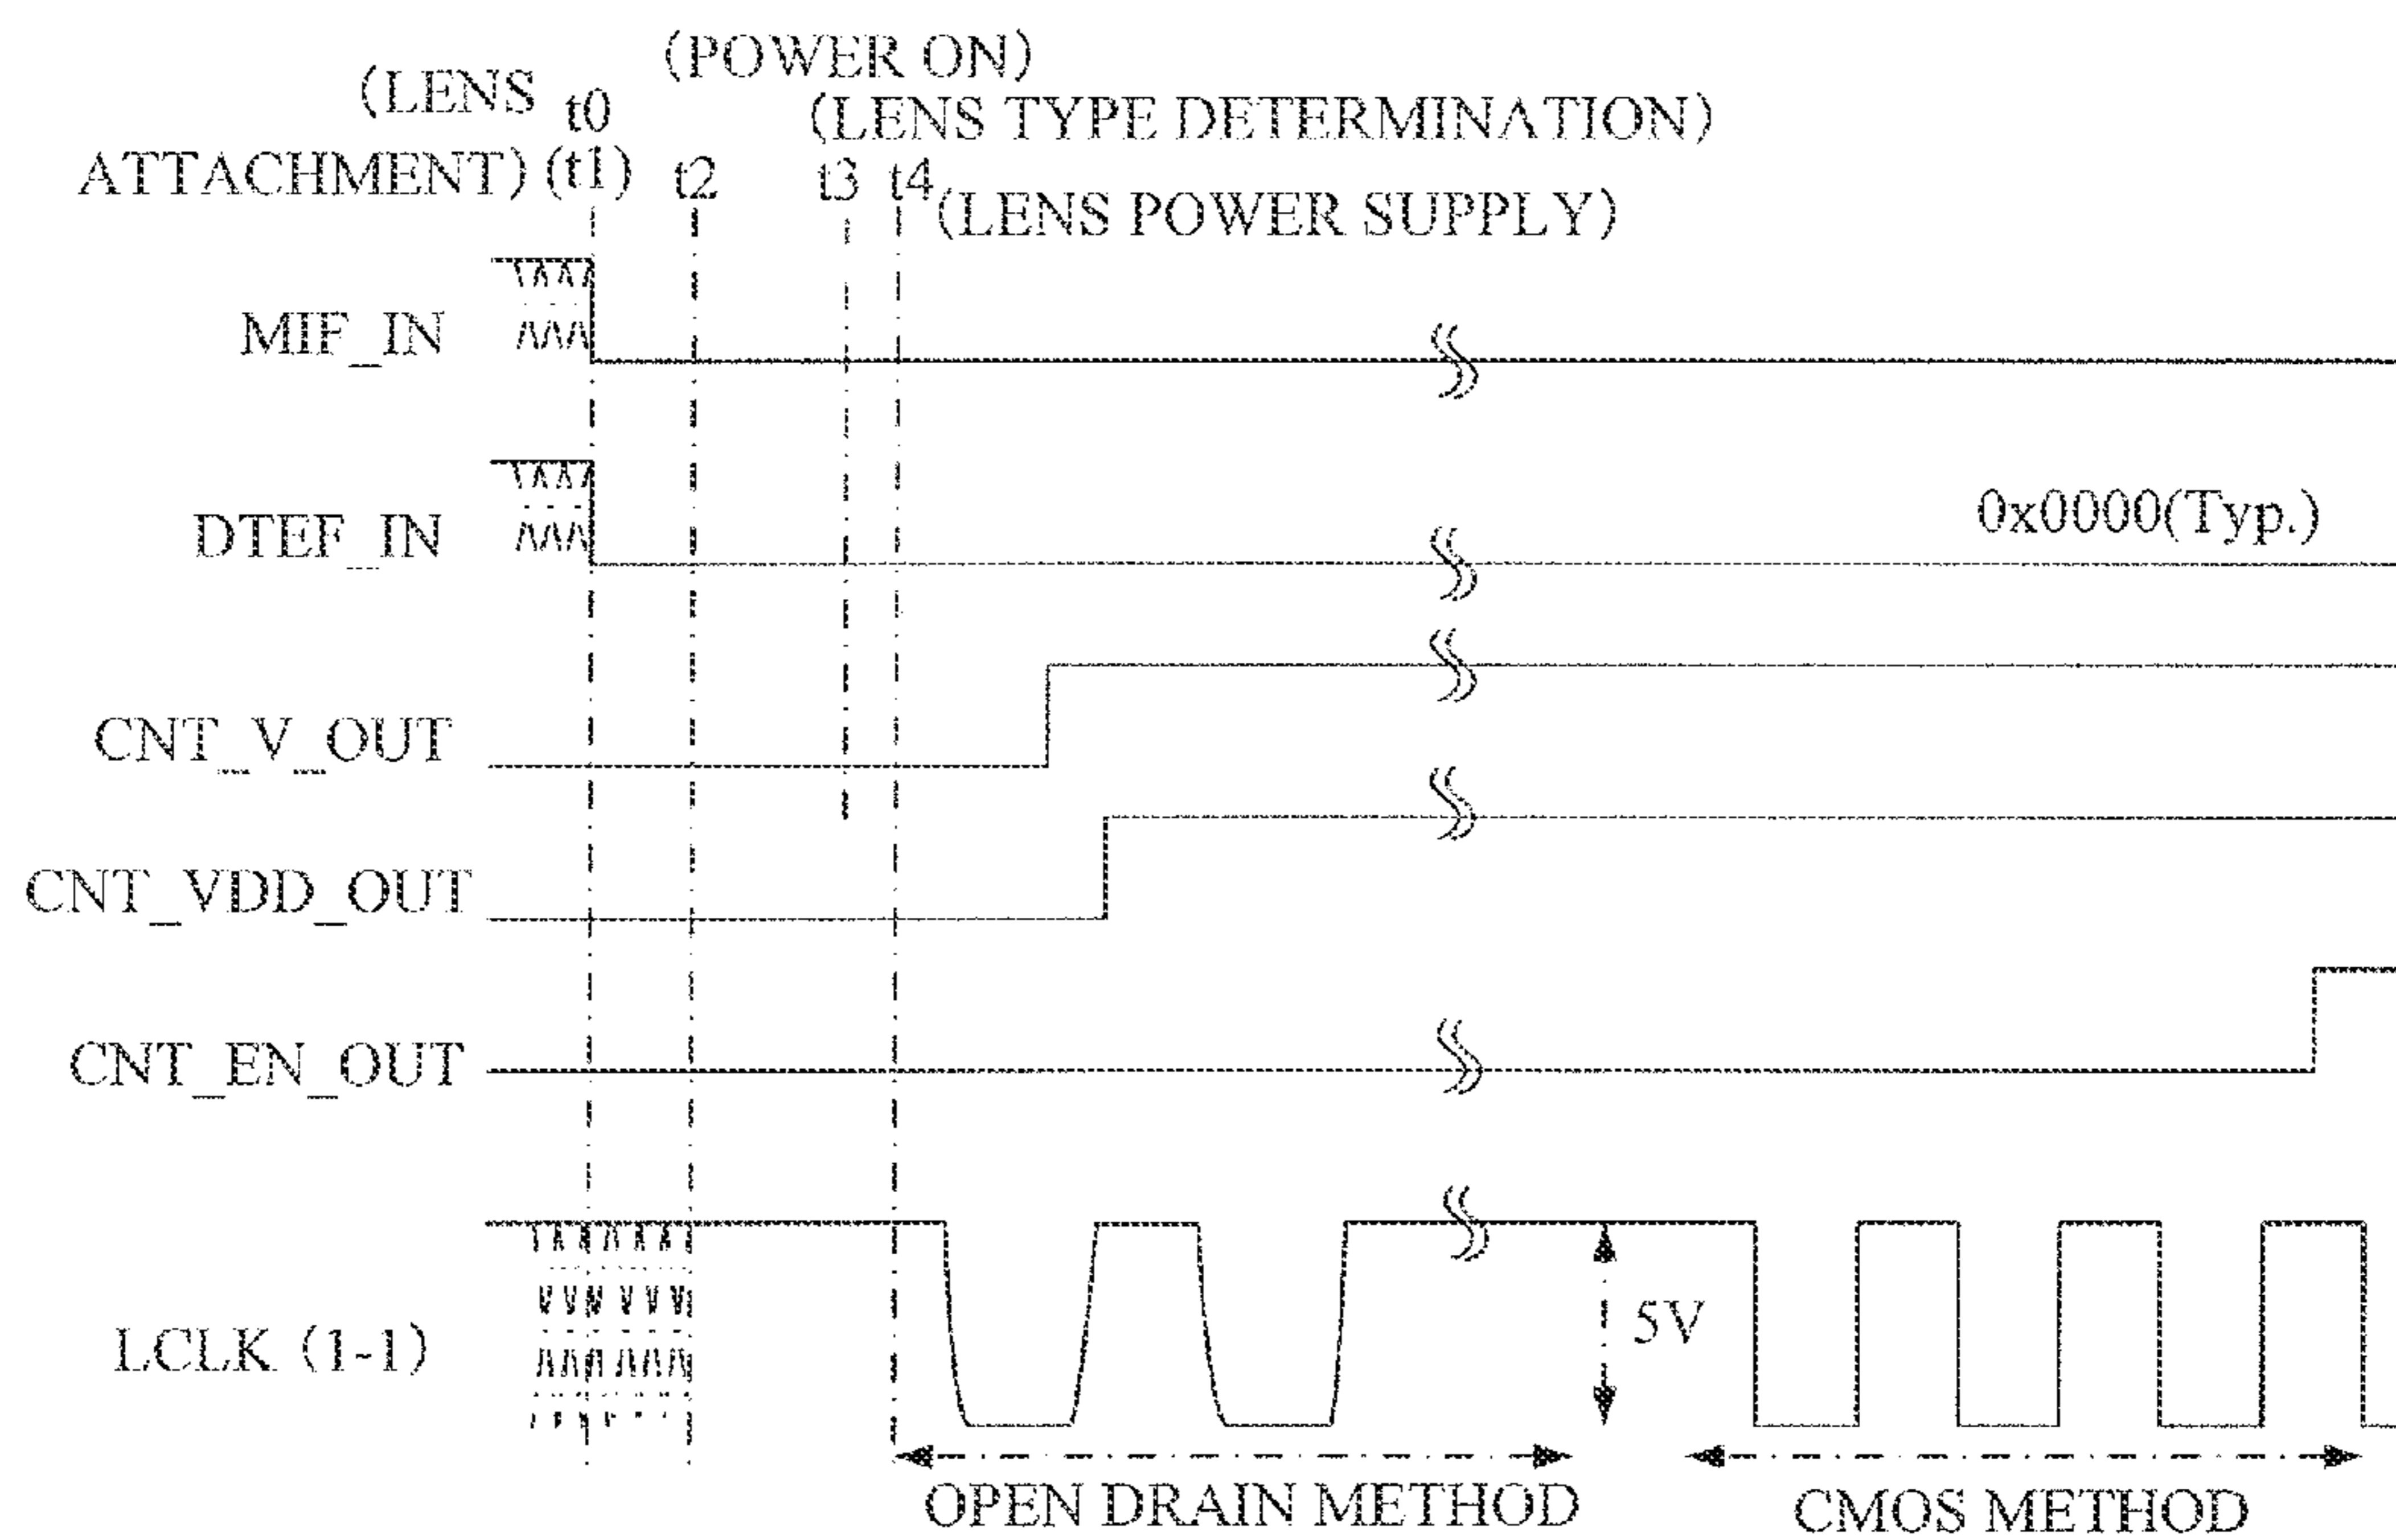 (POWER ON)
(LENS t0 (LENS TYPE DETERMINATION)
ATTACHMENT) (t1) t2 t3 t4 (LENS POWER SUPPLY)
MIF_IN
DTEF_IN 0x0000(Typ.)
CNT_V_OUT
CNT_VDD_OUT
CNT_EN_OUT
LCLK (1-1) 5V
OPEN DRAIN METHOD CMOS METHOD